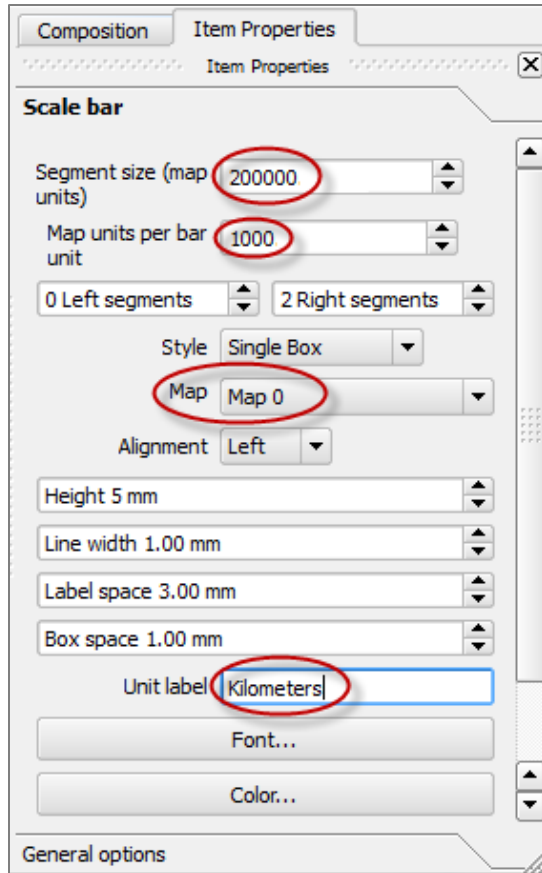 Composition Item Properties
Item Properties
Scale bar
Segment size (map
units)
200000
Map units per bar
unit
1000
0 Left segments 2 Right segments
Style Single Box
Map Map 0
Alignment Left
Height 5 mm
Line width 1.00 mm
Label space 3.00 mm
Box space 1.00 mm
Unit label Kilometers
Font...
Color...
General options